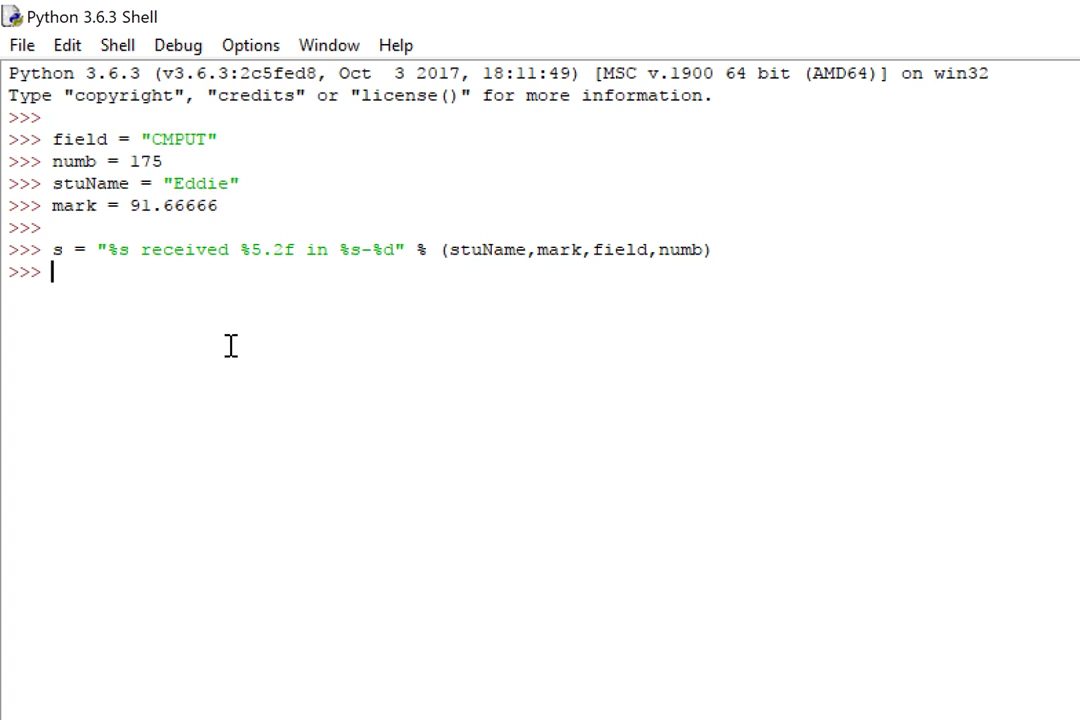 Python 3.6.3 Shell
File Edit Shell Debug Options Window Help
Python 3.6.3 (v3.6.3:2c5fed8, Oct  3 2017, 18:11:49) [MSC v.1900 64 bit (AMD64)] on win32
Type "copyright", "credits" or "license()" for more information.
>>>
>>> field = "CMPUT"
>>> numb = 175
>>> stuName = "Eddie"
>>> mark = 91.66666
>>>
>>> s = "%s received %5.2f in %s-%d" % (stuName,mark,field,numb)
>>>